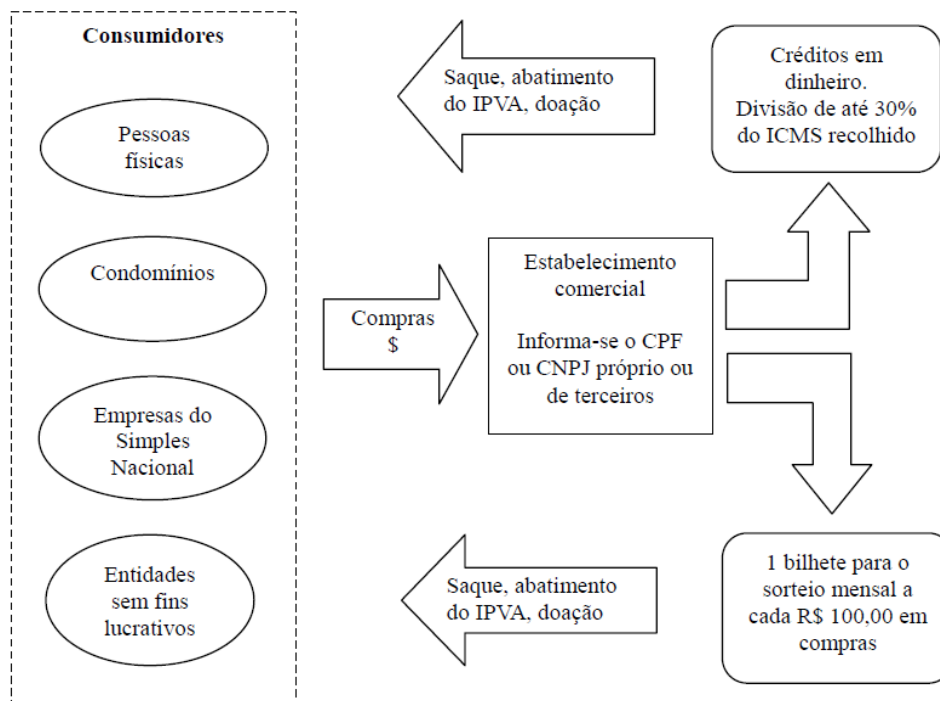 Consumidores
Pessoas
físicas
Condomínios
Empresas do
Simples
Nacional
Entidades
sem fins
lucrativos
Compras
$
Estabelecimento
comercial
Informa-se o CPF
ou CNPJ próprio ou
de terceiros
Créditos em
dinheiro.
Divisão de até 30%
do ICMS recolhido
Saque, abatimento
do IPVA, doação
1 bilhete para o
sorteio mensal a
cada R$ 100,00 em
compras
Saque, abatimento
do IPVA, doação